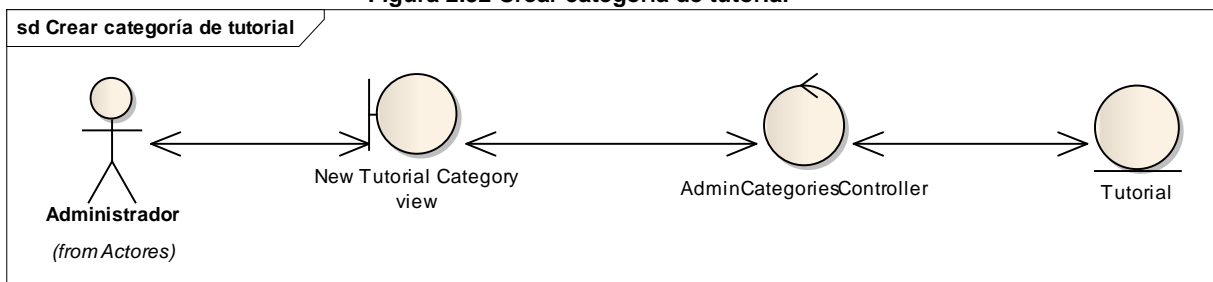 sd Crear categoría de tutorial
New Tutorial Category
view
AdminCategoriesController
Tutorial
Administrador
(from Actores)